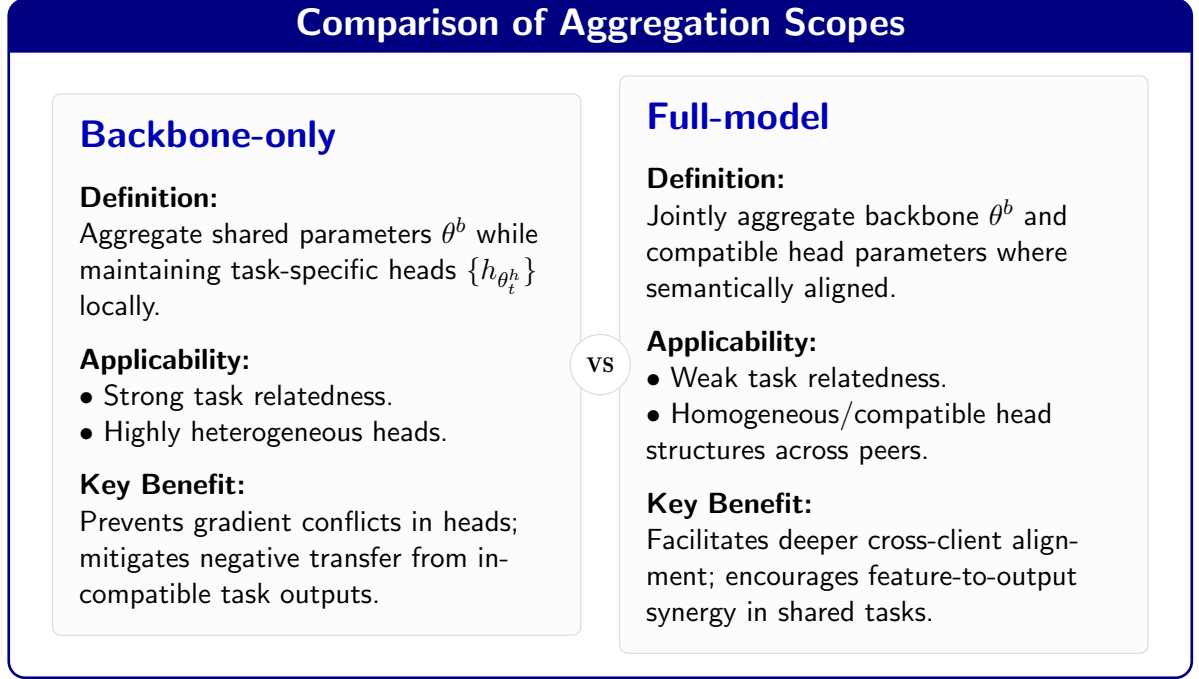 Comparison of Aggregation Scopes
Backbone-only
Definition:
Aggregate shared parameters θ^b while
maintaining task-specific heads {h_{θ_t^h}}
locally.
Applicability:
• Strong task relatedness.
• Highly heterogeneous heads.
Key Benefit:
Prevents gradient conflicts in heads;
mitigates negative transfer from in-
compatible task outputs.
vs
Full-model
Definition:
Jointly aggregate backbone θ^b and
compatible head parameters where
semantically aligned.
Applicability:
• Weak task relatedness.
• Homogeneous/compatible head
structures across peers.
Key Benefit:
Facilitates deeper cross-client align-
ment; encourages feature-to-output
synergy in shared tasks.